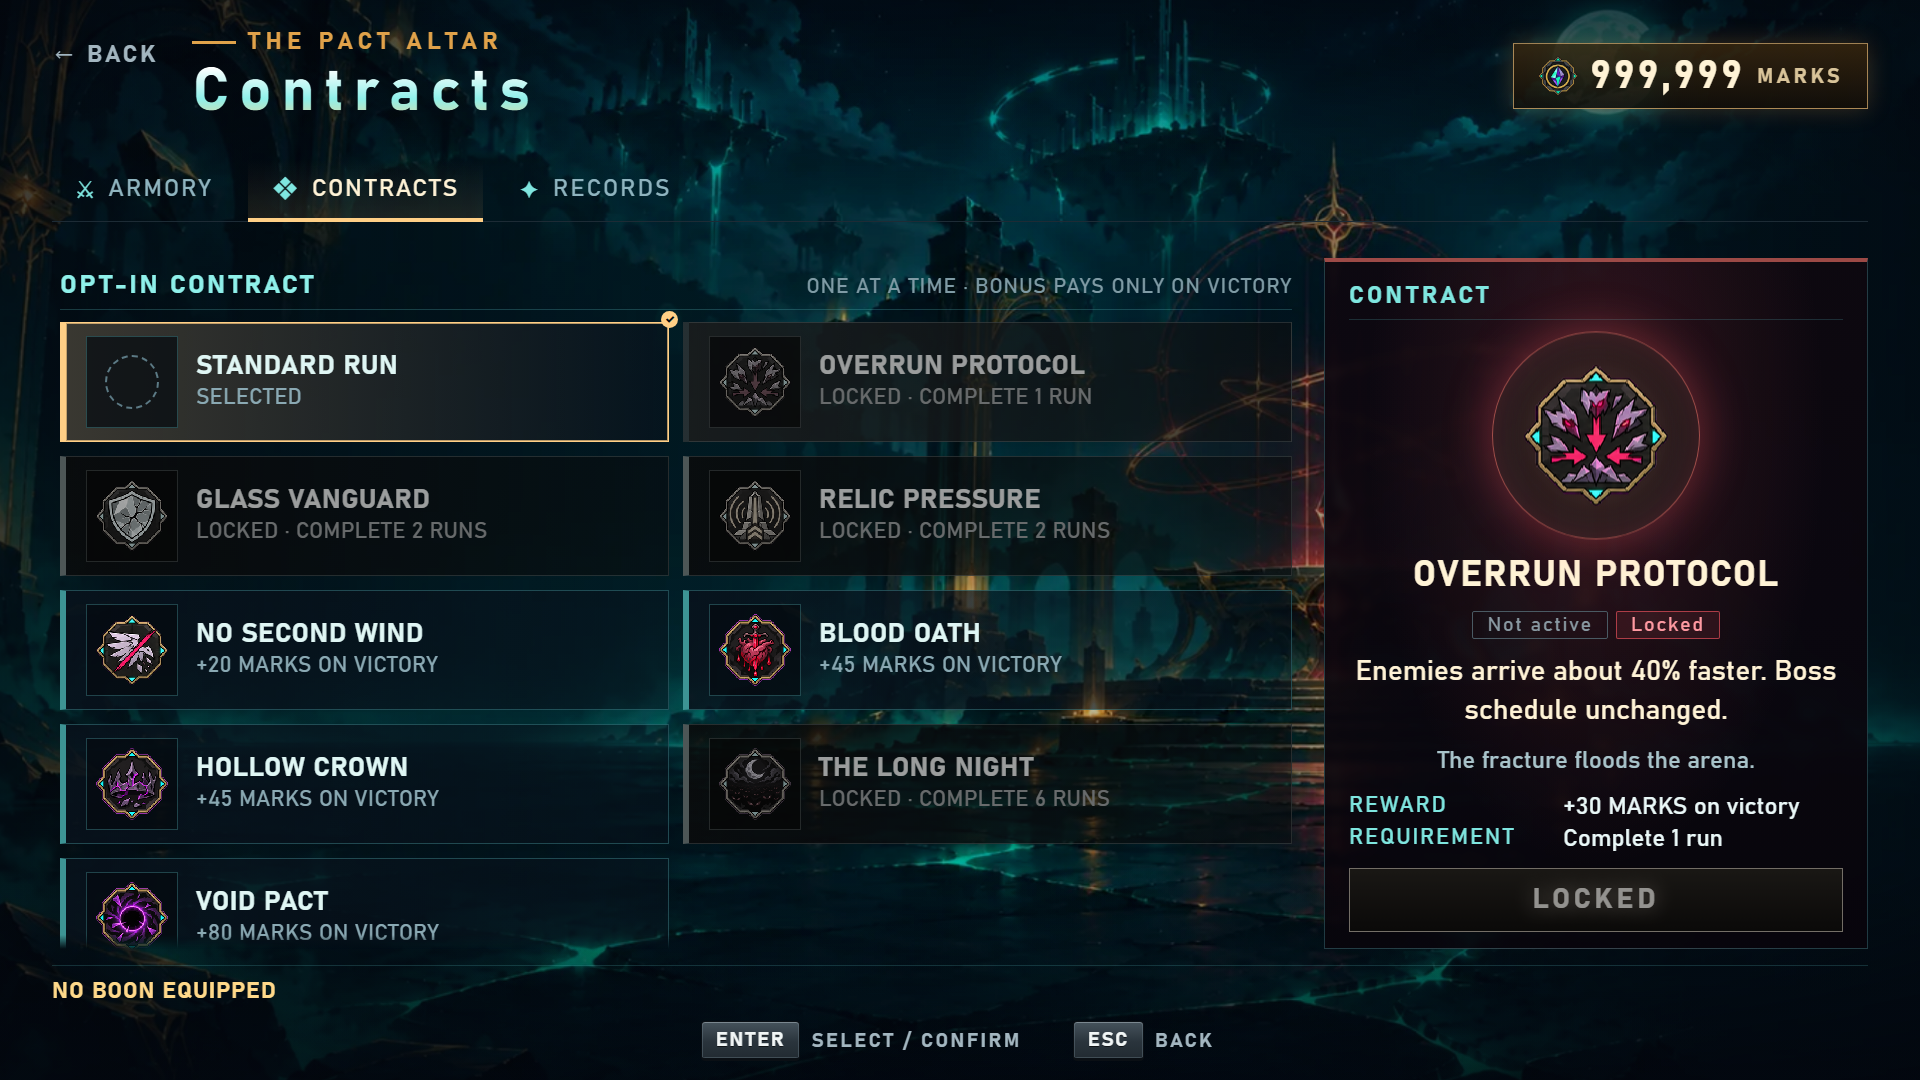 ← BACK
THE PACT ALTAR
Contracts
999,999 MARKS
ARMORY
CONTRACTS
RECORDS
OPT-IN CONTRACT
ONE AT A TIME · BONUS PAYS ONLY ON VICTORY
STANDARD RUN
SELECTED
OVERRUN PROTOCOL
LOCKED · COMPLETE 1 RUN
GLASS VANGUARD
LOCKED · COMPLETE 2 RUNS
RELIC PRESSURE
LOCKED · COMPLETE 2 RUNS
NO SECOND WIND
+20 MARKS ON VICTORY
BLOOD OATH
+45 MARKS ON VICTORY
HOLLOW CROWN
+45 MARKS ON VICTORY
THE LONG NIGHT
LOCKED · COMPLETE 6 RUNS
VOID PACT
+80 MARKS ON VICTORY
CONTRACT
OVERRUN PROTOCOL
Not active
Locked
Enemies arrive about 40% faster. Boss
schedule unchanged.
The fracture floods the arena.
REWARD +30 MARKS on victory
REQUIREMENT Complete 1 run
LOCKED
NO BOON EQUIPPED
ENTER SELECT / CONFIRM
ESC BACK